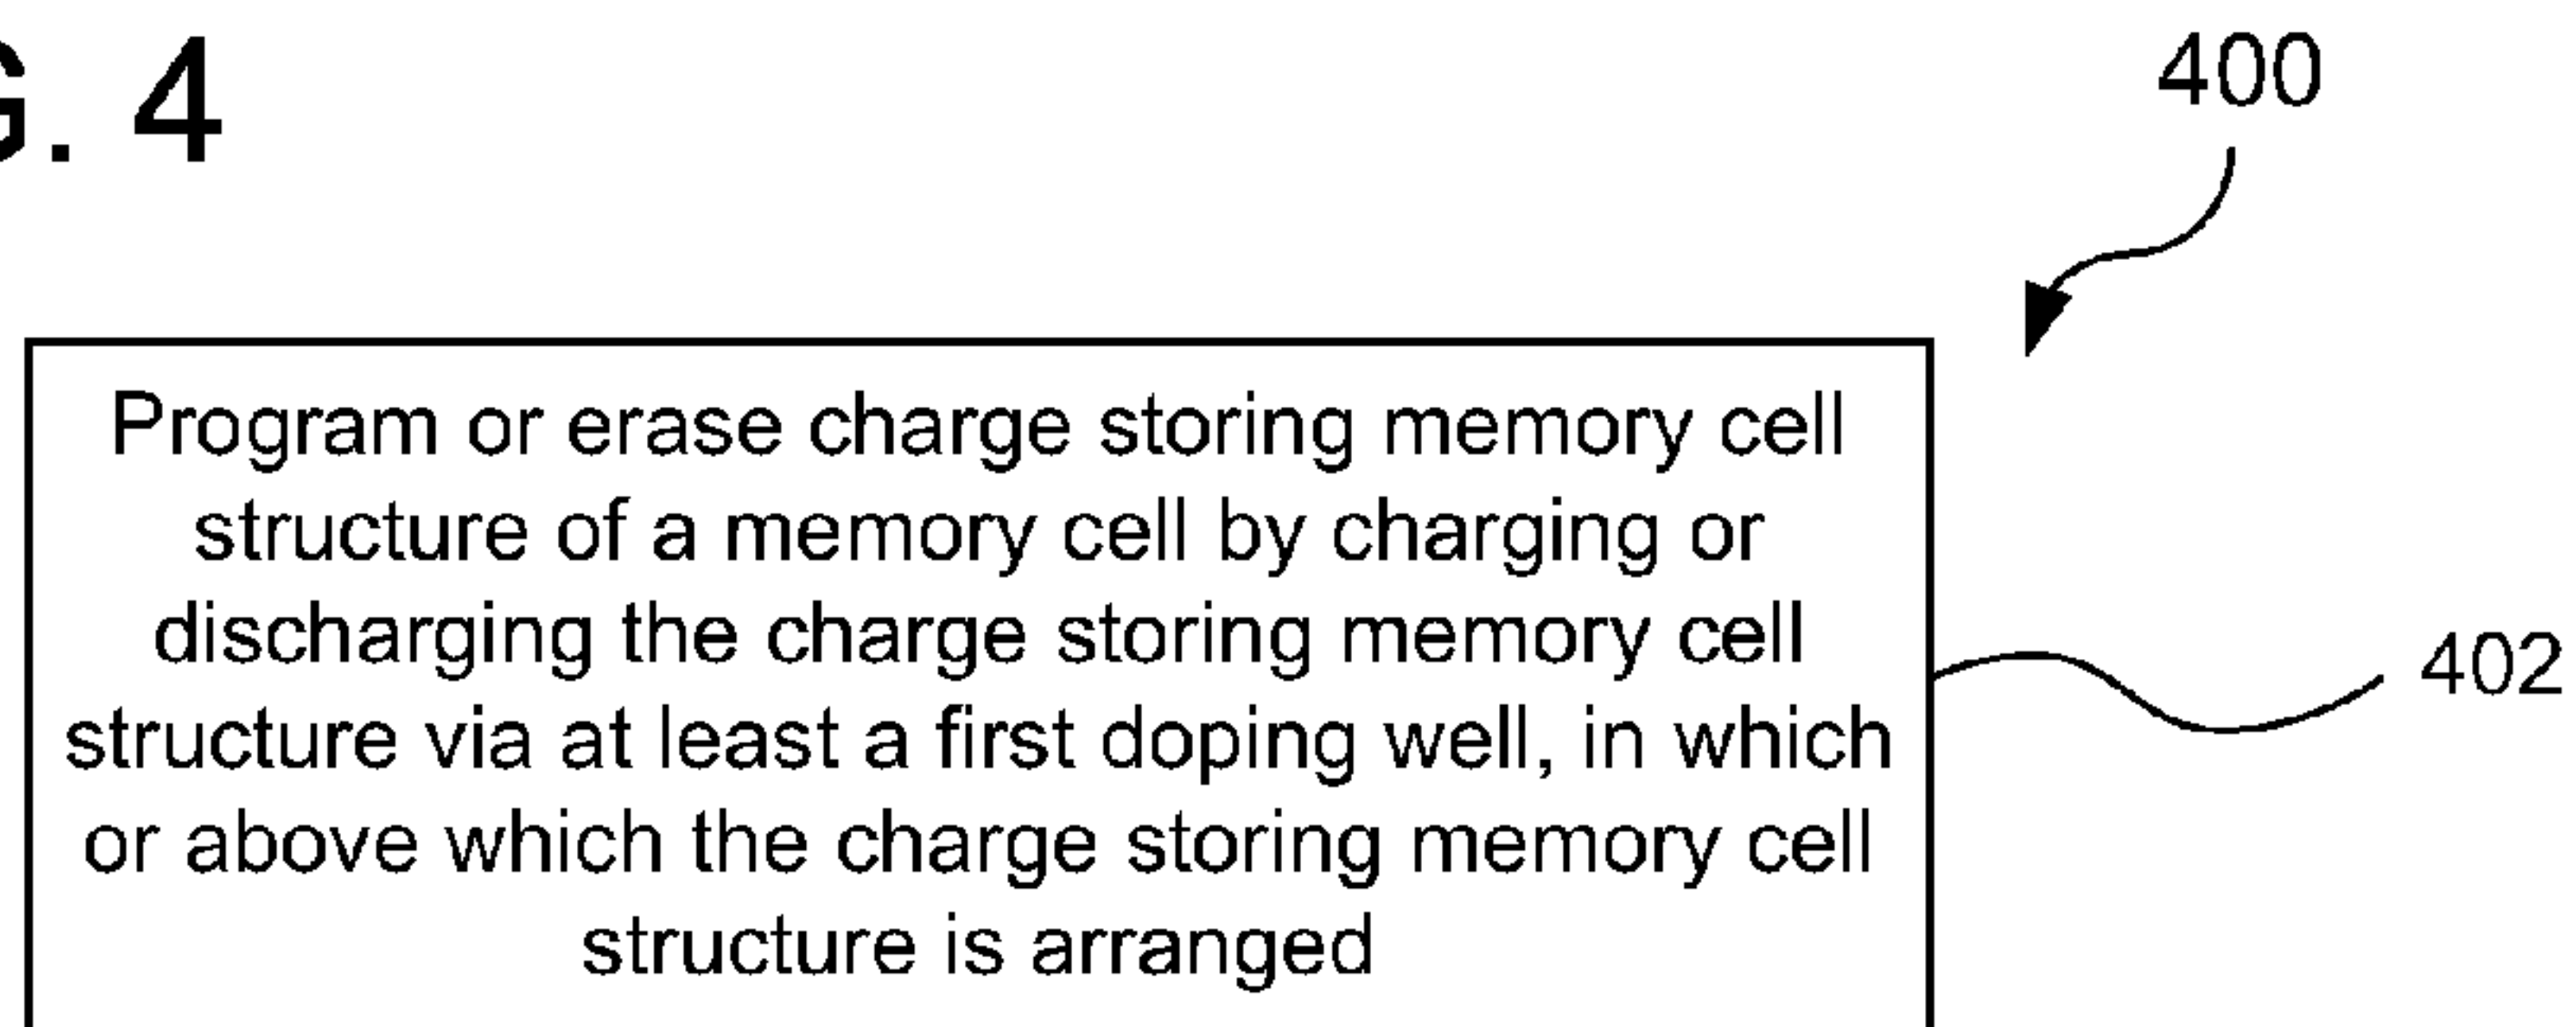 G. 4
400
Program or erase charge storing memory cell
structure of a memory cell by charging or
discharging the charge storing memory cell
structure via at least a first doping well, in which
or above which the charge storing memory cell
structure is arranged
402